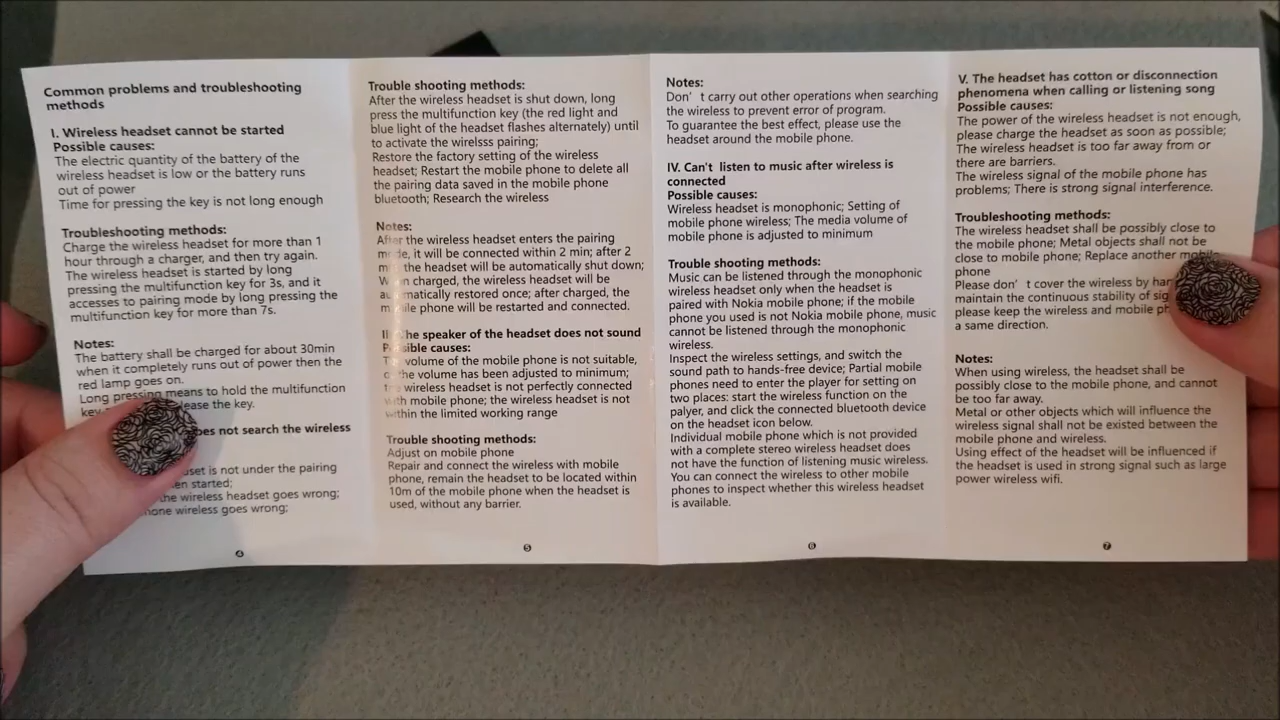 Common problems and troubleshooting
methods
I. Wireless headset cannot be started
Possible causes:
The electric quantity of the battery of the
wireless headset is low or the battery runs
out of power
Time for pressing the key is not long enough
Troubleshooting methods:
Charge the wireless headset for more than 1
hour through a charger, and then try again.
The wireless headset is started by long
pressing the multifunction key for 3s, and it
accesses to pairing mode by long pressing the
multifunction key for more than 7s.
Notes:
The battery shall be charged for about 30min
when it completely runs out of power then the
red lamp goes on.
Long pressing means to hold the multifunction
key the key.
not search the wireless
is not under the pairing
started;
the wireless headset goes wrong;
wireless goes wrong;
4
Trouble shooting methods:
After the wireless headset is shut down, long
press the multifunction key (the red light and
blue light of the headset flashes alternately) until
to activate the wirelsss pairing;
Restore the factory setting of the wireless
headset; Restart the mobile phone to delete all
the pairing data saved in the mobile phone
bluetooth; Research the wireless
Notes:
After the wireless headset enters the pairing
mode, it will be connected within 2 min; after 2
the headset will be automatically shut down;
When charged, the wireless headset will be
automatically restored once; after charged, the
mobile phone will be restarted and connected.
The speaker of the headset does not sound
Possible causes:
The volume of the mobile phone is not suitable,
or the volume has been adjusted to minimum;
the wireless headset is not perfectly connected
with mobile phone; the wireless headset is not
within the limited working range
Trouble shooting methods:
Adjust on mobile phone
Repair and connect the wireless with mobile
phone, remain the headset to be located within
10m of the mobile phone when the headset is
used, without any barrier.
5
Notes:
Don' t carry out other operations when searching
the wireless to prevent error of program.
To guarantee the best effect, please use the
headset around the mobile phone.
IV. Can't listen to music after wireless is
connected
Possible causes:
Wireless headset is monophonic; Setting of
mobile phone wireless; The media volume of
mobile phone is adjusted to minimum
Trouble shooting methods:
Music can be listened through the monophonic
wireless headset only when the headset is
paired with Nokia mobile phone; if the mobile
phone you used is not Nokia mobile phone, music
cannot be listened through the monophonic
wireless.
Inspect the wireless settings, and switch the
sound path to hands-free device; Partial mobile
phones need to enter the player for setting on
two places: start the wireless function on the
palyer, and click the connected bluetooth device
on the headset icon below.
Individual mobile phone which is not provided
with a complete stereo wireless headset does
not have the function of listening music wireless.
You can connect the wireless to other mobile
phones to inspect whether this wireless headset
is available.
6
V. The headset has cotton or disconnection
phenomena when calling or listening song
Possible causes:
The power of the wireless headset is not enough,
please charge the headset as soon as possible;
The wireless headset is too far away from or
there are barriers.
The wireless signal of the mobile phone has
problems; There is strong signal interference.
Troubleshooting methods:
The wireless headset shall be possibly close to
the mobile phone; Metal objects shall not be
close to mobile phone; Replace another mobile
phone
Please don' t cover the wireless by
maintain the continuous stability of
please keep the wireless and mobile
a same direction.
Notes:
When using wireless, the headset shall be
possibly close to the mobile phone, and cannot
be too far away.
Metal or other objects which will influence the
wireless signal shall not be existed between the
mobile phone and wireless.
Using effect of the headset will be influenced if
the headset is used in strong signal such as large
power wireless wifi.
7